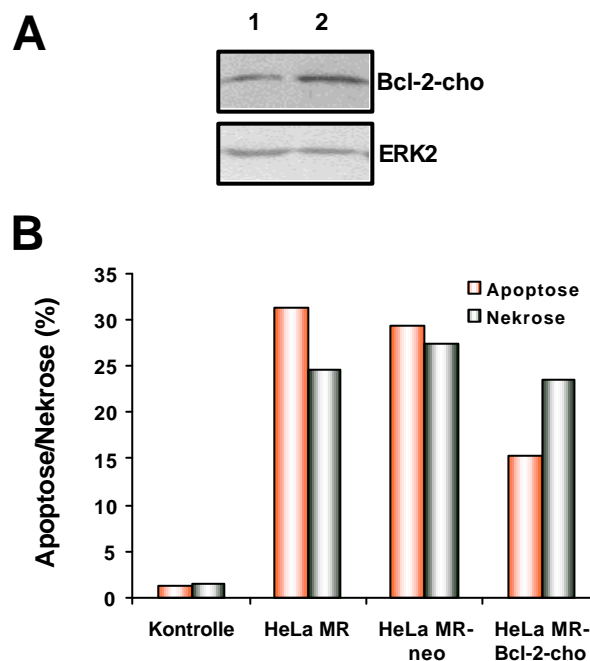 A
1 2
Bcl-2-cho
ERK2
B
Apoptose/Nekrose (%)
35
30
25
20
15
10
5
0
Apoptose
Nekrose
Kontrolle
HeLa MR
HeLa MR-
neo
HeLa MR-
Bcl-2-cho